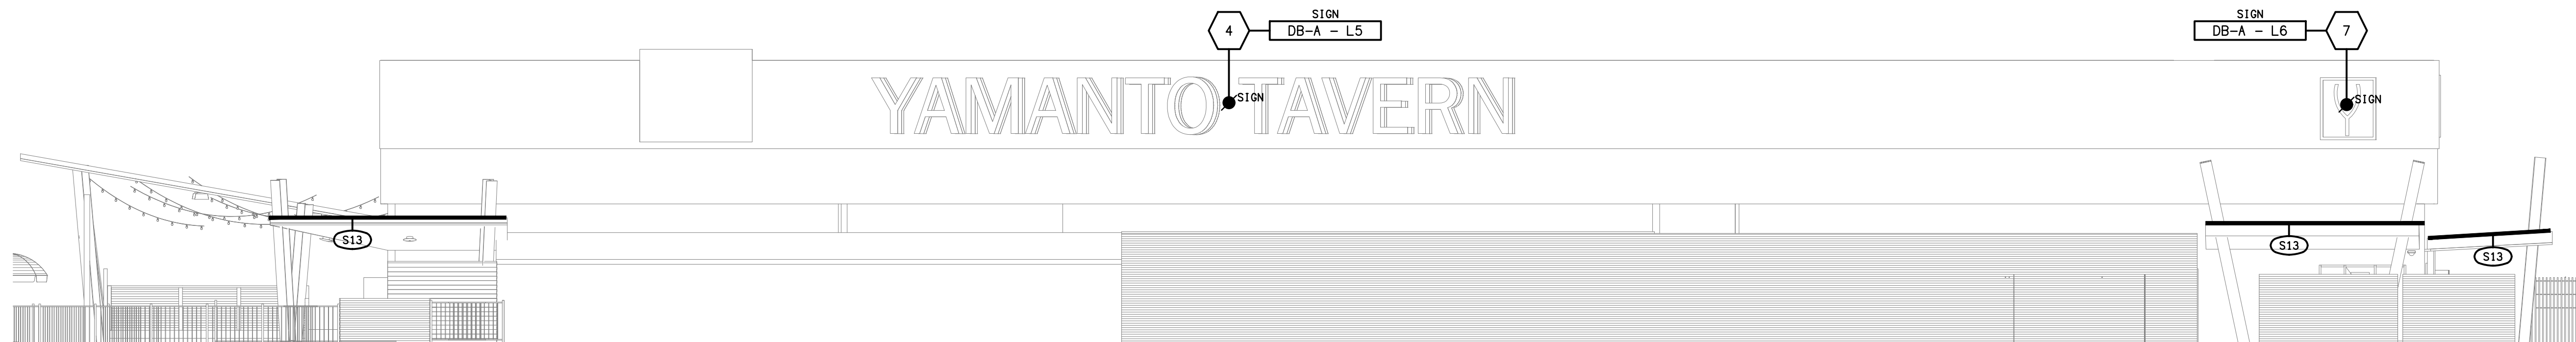 SIGN
4
DB-A - L5
SIGN
DB-A - L6
7
YAMANTO TAVERN
SIGN
SIGN
S13
S13
S13